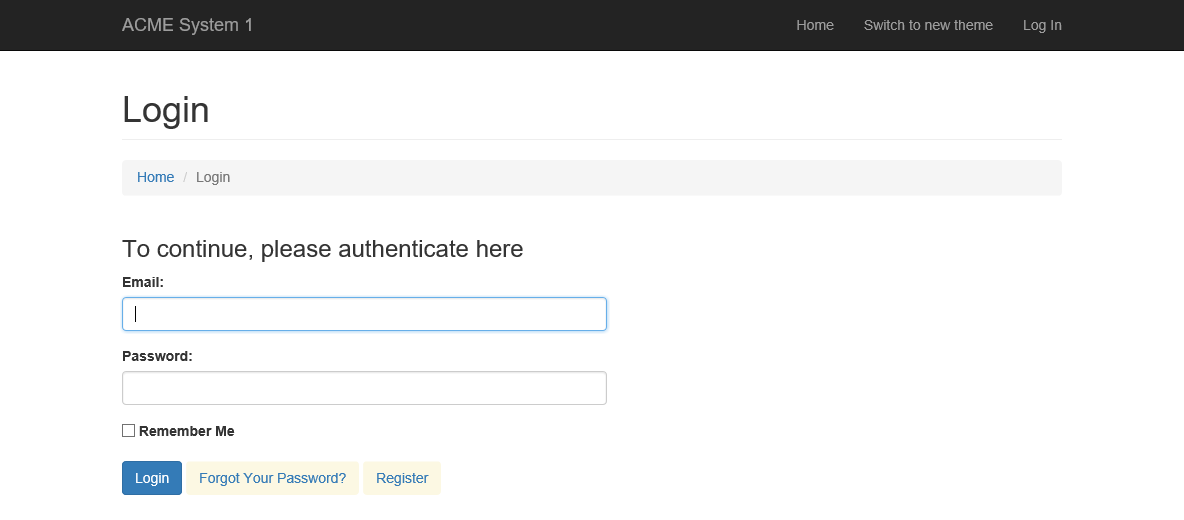 ACME System 1 Home Switch to new theme Log In
Login
Home / Login
To continue, please authenticate here
Email:
Password:
Remember Me
Login Forgot Your Password? Register